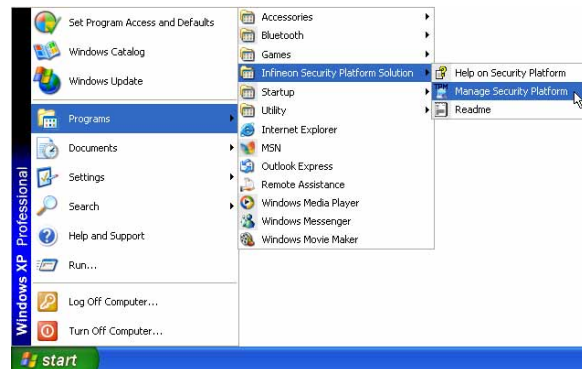 Set Program Access and Defaults
Windows Catalog
Windows Update
Programs
Documents
Settings
Search
Help and Support
Run...
Log Off Computer...
Turn Off Computer...
Windows XP Professional
start
Accessories
Bluetooth
Games
Infineon Security Platform Solution
Startup
Utility
Internet Explorer
MSN
Outlook Express
Remote Assistance
Windows Media Player
Windows Messenger
Windows Movie Maker
Help on Security Platform
Manage Security Platform
Readme